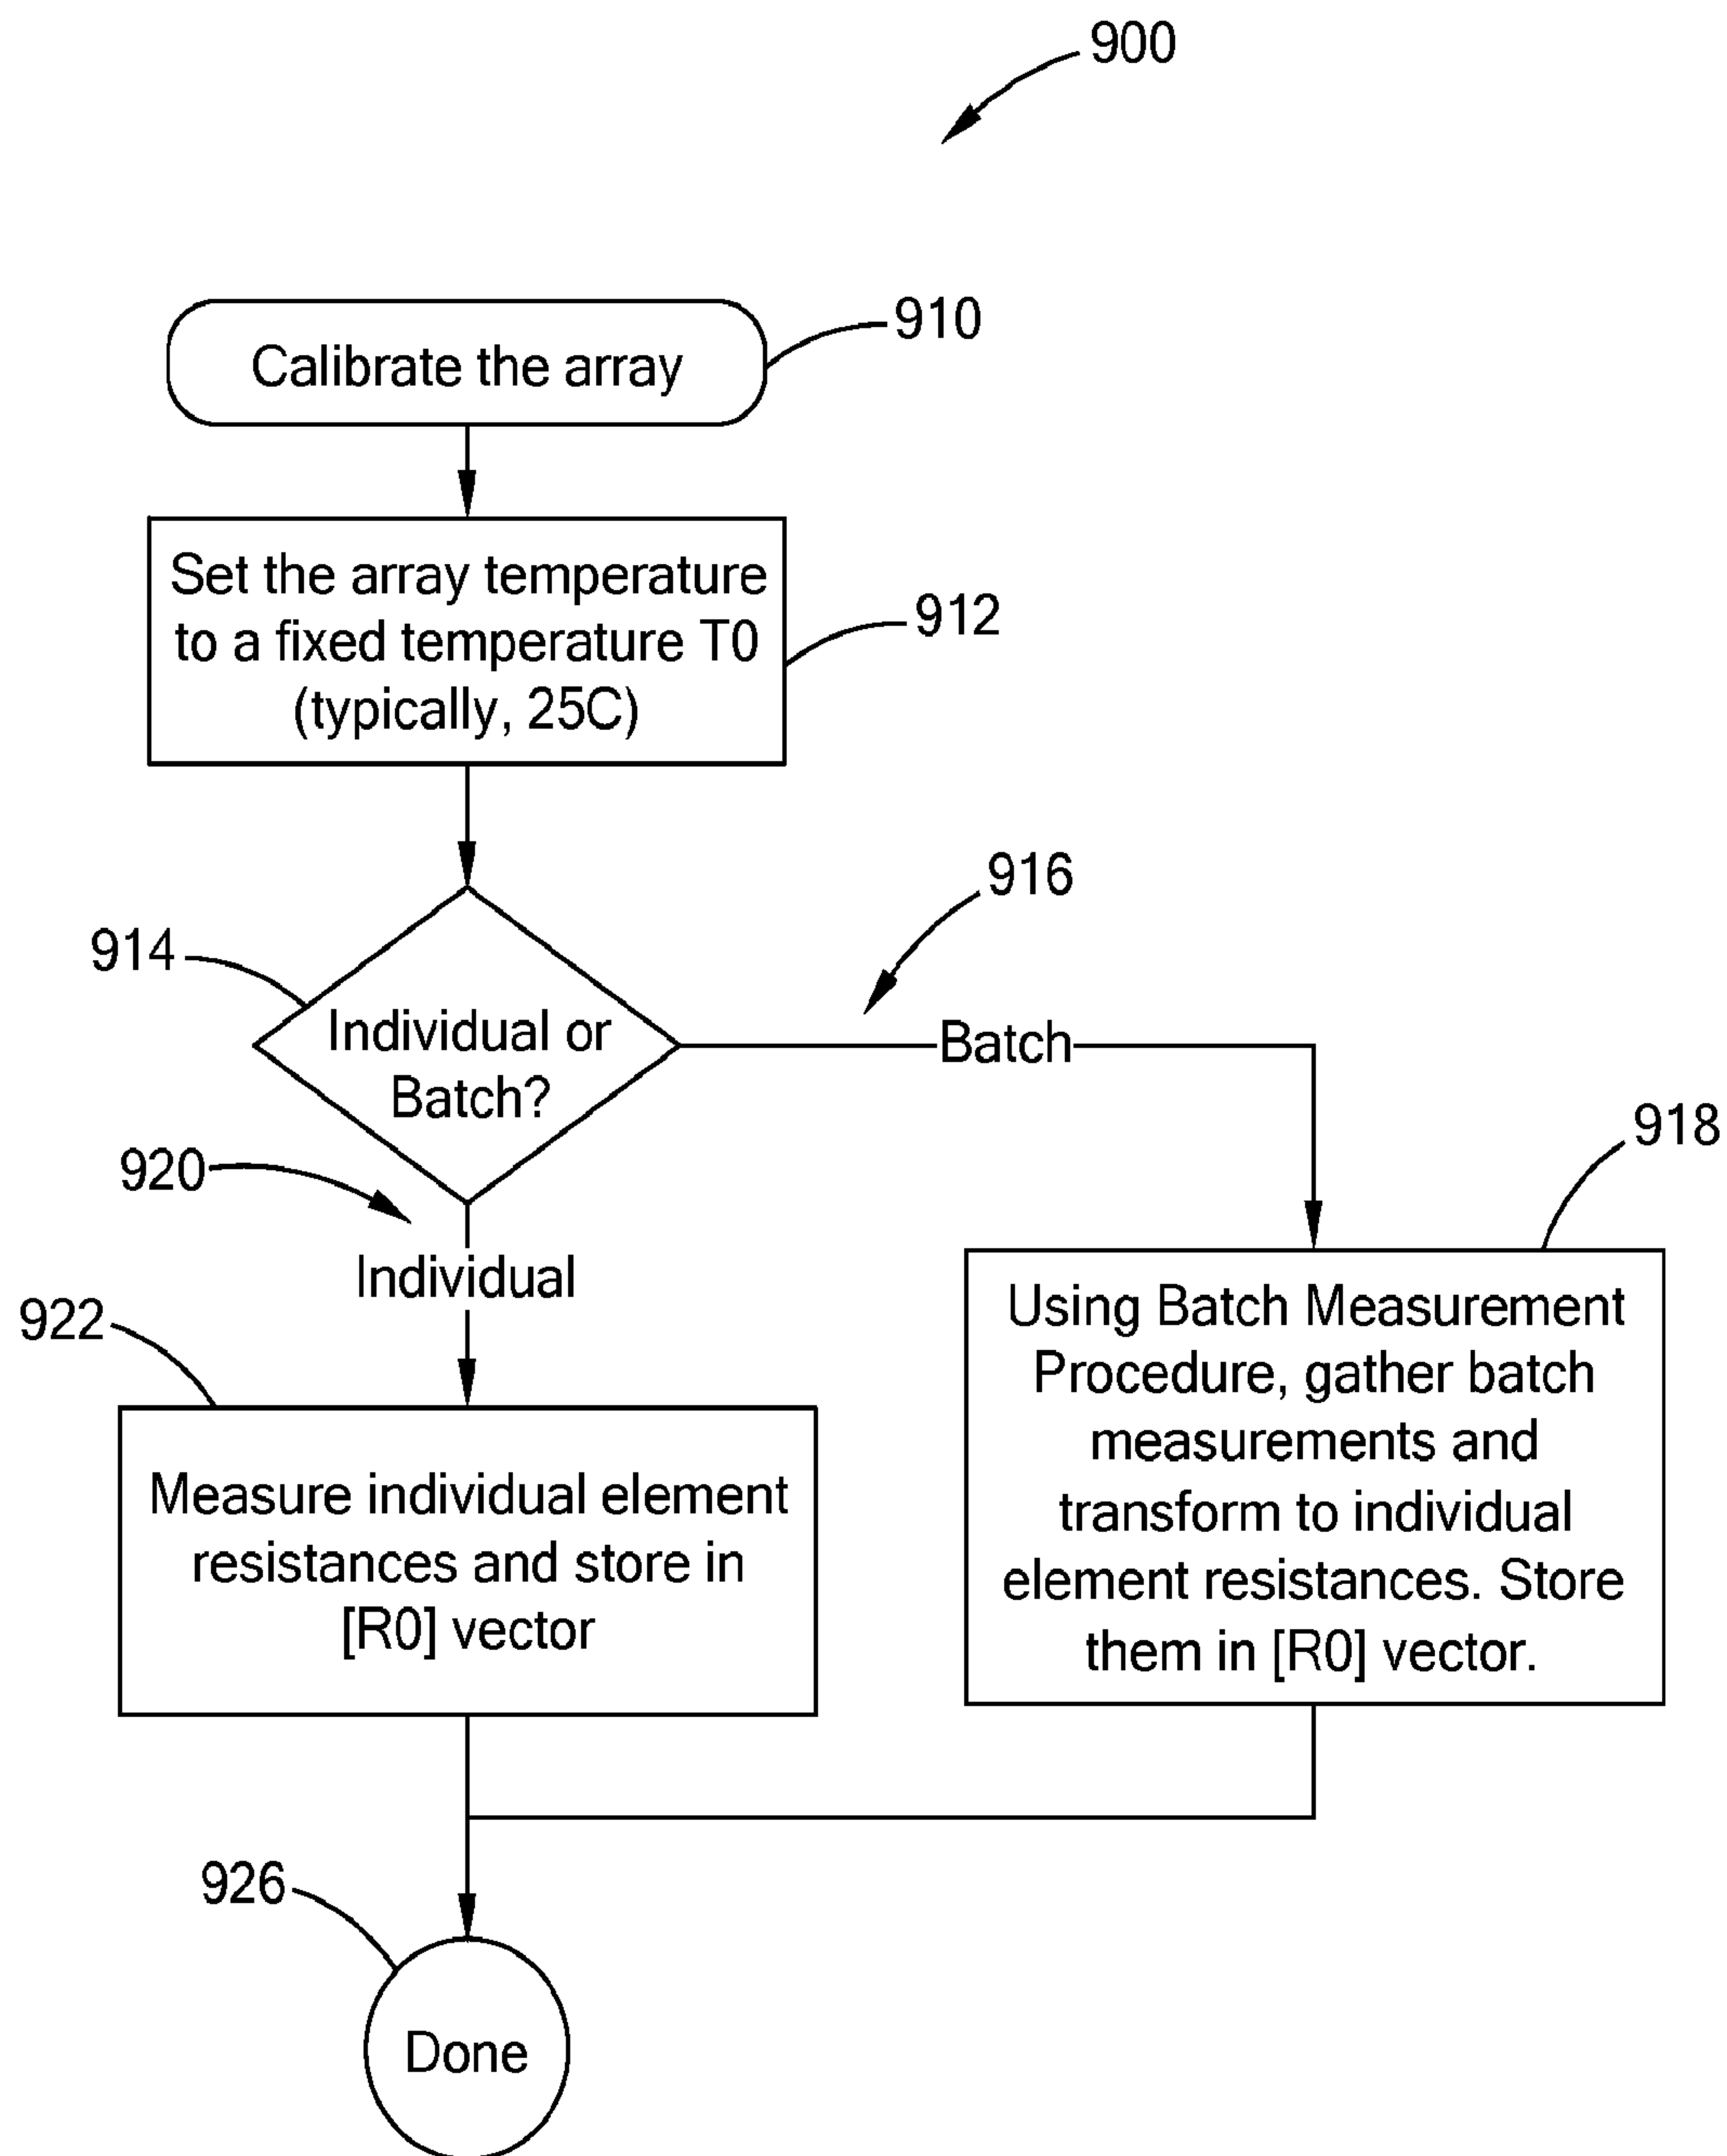 900
910
Calibrate the array
Set the array temperature
to a fixed temperature T0
(typically, 25C)
912
914
Individual or
Batch?
916
Batch
920
Individual
918
922
Measure individual element
resistances and store in
[R0] vector
Using Batch Measurement
Procedure, gather batch
measurements and
transform to individual
element resistances. Store
them in [R0] vector.
926
Done